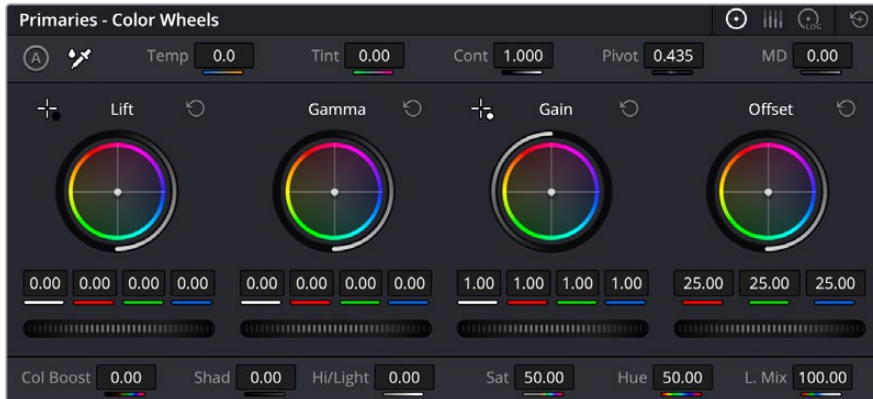 Primaries - Color Wheels
LOG
A Temp 0.0 Tint 0.00 Cont 1.000 Pivot 0.435 MD 0.00
Lift Gamma Gain Offset
0.00 0.00 0.00 0.00 0.00 0.00 0.00 0.00 1.00 1.00 1.00 1.00 25.00 25.00 25.00
Col Boost 0.00 Shad 0.00 Hi/Light 0.00 Sat 50.00 Hue 50.00 L. Mix 100.00